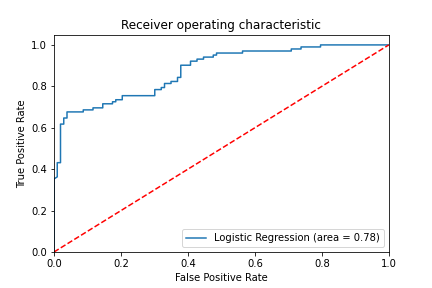 Receiver operating characteristic
1.0
0.8
0.6
0.4
0.2
0.0
True Positive Rate
Logistic Regression (area = 0.78)
0.0 0.2 0.4 0.6 0.8 1.0
False Positive Rate